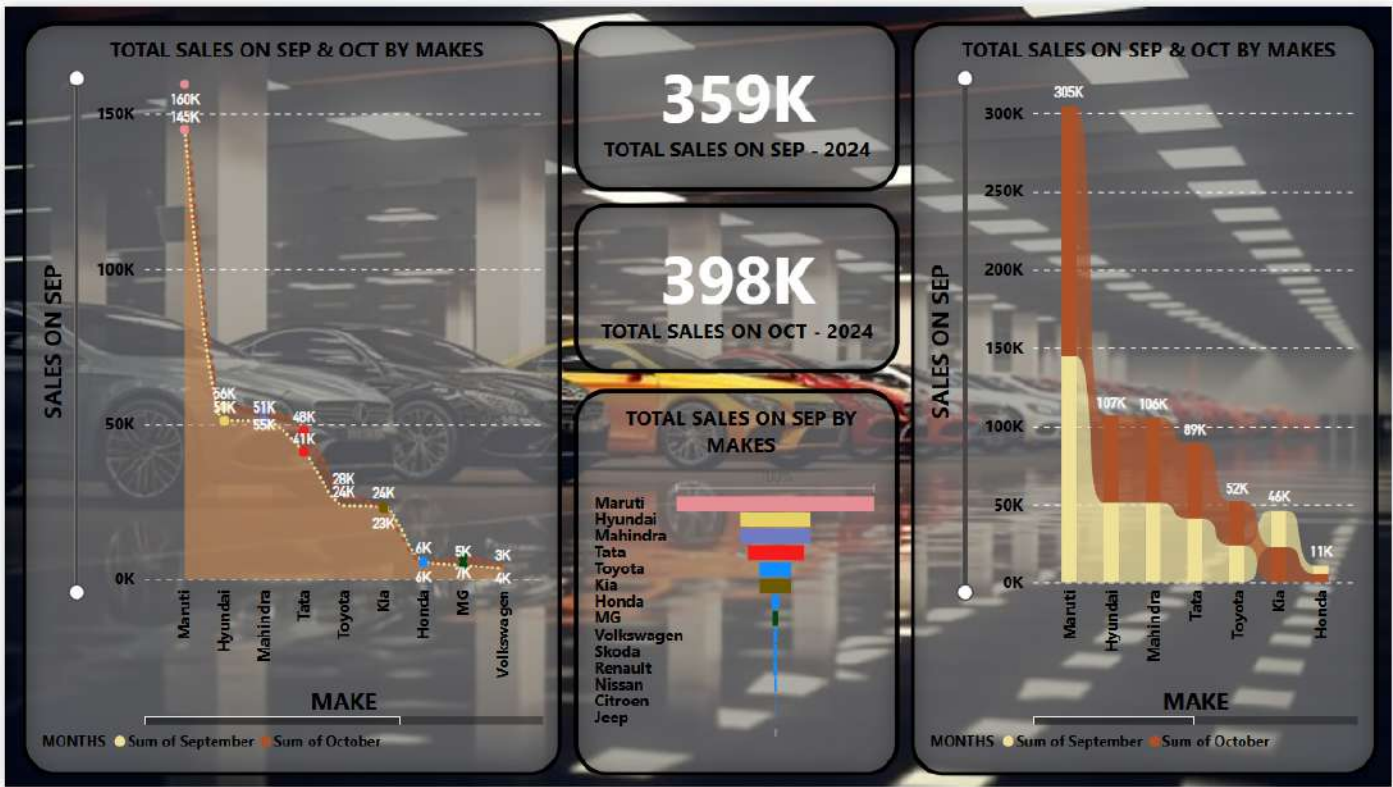 TOTAL SALES ON SEP & OCT BY MAKES
160K
145K
150K
100K
50K
0K
SALES ON SEP
56K
51K
51K
55K
48K
41K
28K
24K
24K
23K
6K
6K
5K
7K
3K
4K
Maruti
Hyundai
Mahindra
Tata
Toyota
Kia
Honda
MG
Volkswagen
MAKE
MONTHS Sum of September Sum of October
359K
TOTAL SALES ON SEP - 2024
398K
TOTAL SALES ON OCT - 2024
TOTAL SALES ON SEP BY
MAKES
Maruti
Hyundai
Mahindra
Tata
Toyota
Kia
Honda
MG
Volkswagen
Skoda
Renault
Nissan
Citroen
Jeep
TOTAL SALES ON SEP & OCT BY MAKES
305K
300K
250K
200K
150K
100K
50K
0K
SALES ON SEP
107K
106K
89K
52K
46K
11K
Maruti
Hyundai
Mahindra
Tata
Toyota
Kia
Honda
MAKE
MONTHS Sum of September Sum of October